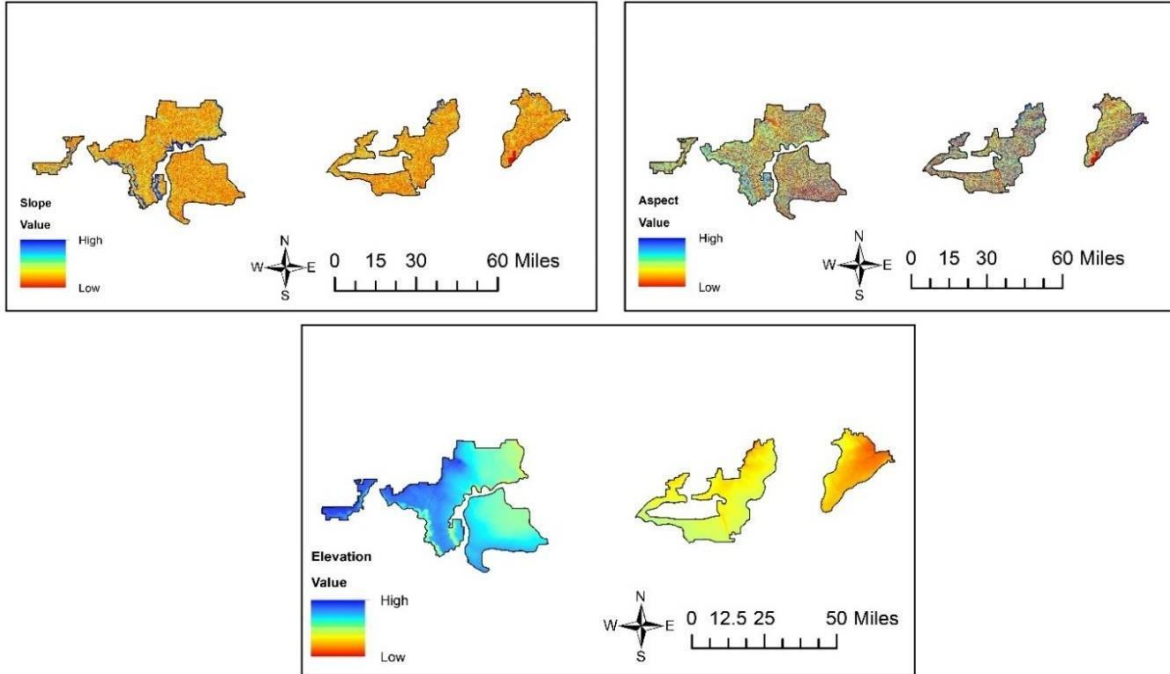 Slope
Value
High
Low
N
W E
S
0 15 30 60 Miles
Aspect
Value
High
Low
N
W E
S
0 15 30 60 Miles
Elevation
Value
High
Low
N
W E
S
0 12.5 25 50 Miles